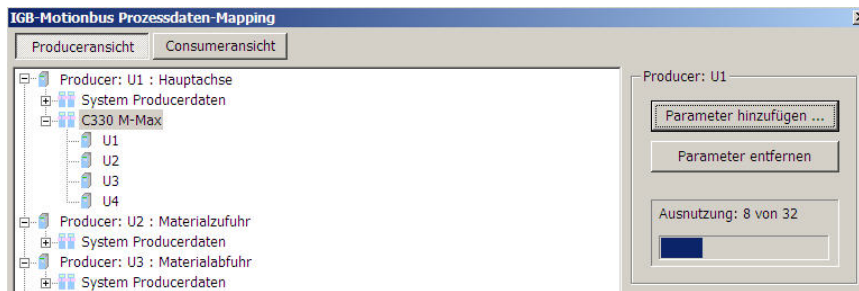 IGB-Motionbus Prozessdaten-Mapping
Produceransicht Consumeransicht
Producer: U1 : Hauptachse
System Producerdaten
C330 M-Max
U1
U2
U3
U4
Producer: U2 : Materialzufuhr
System Producerdaten
Producer: U3 : Materialabfuhr
System Producerdaten
Producer: U1
Parameter hinzufügen ...
Parameter entfernen
Ausnutzung: 8 von 32